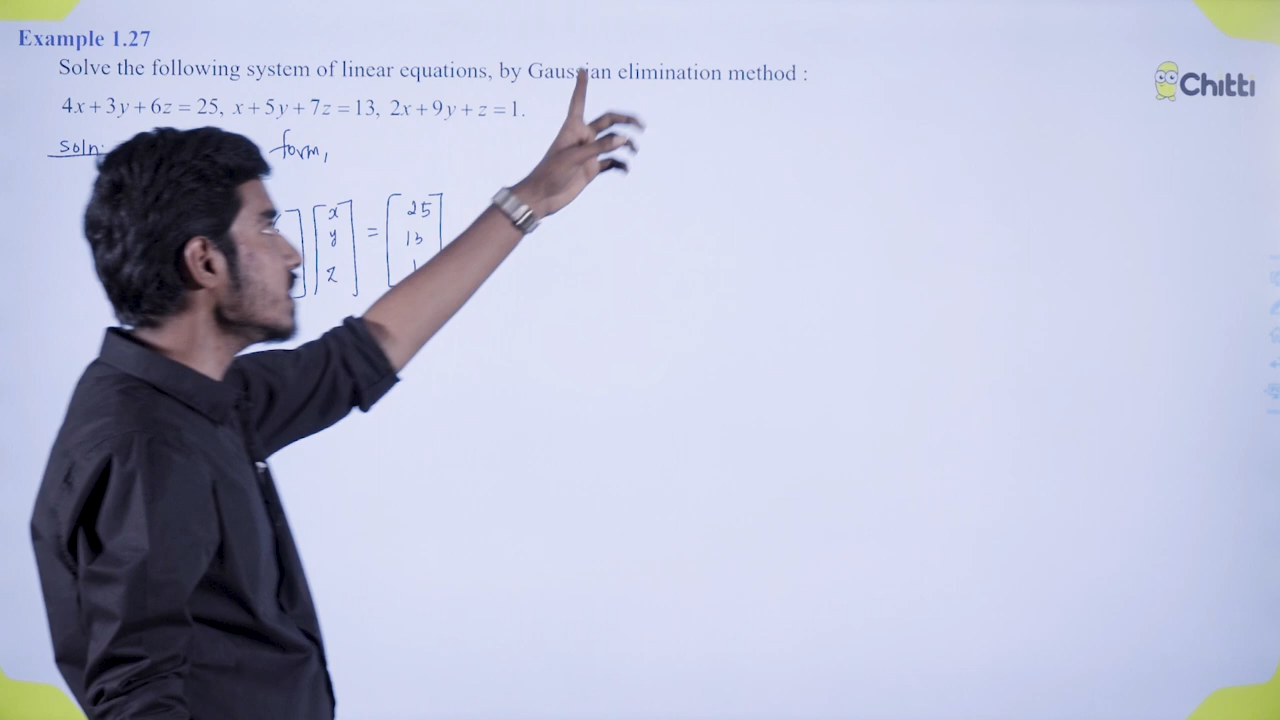 Example 1.27
Solve the following system of linear equations, by Gaussian elimination method :
4x+3y+6z=25, x+5y+7z=13, 2x+9y+z=1.
Chitti
Soln: form,
x = 25
y 13
z 1